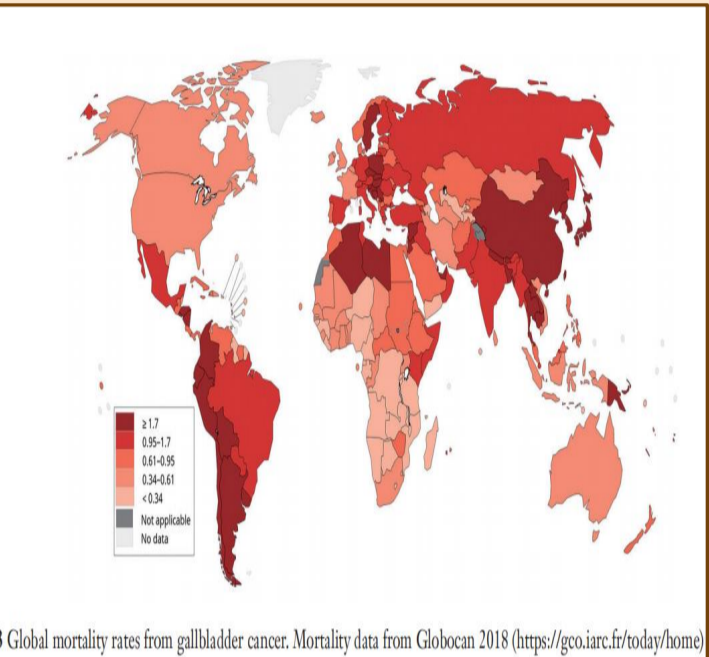 ≥ 1.7
0.95–1.7
0.61–0.95
0.34–0.61
< 0.34
Not applicable
No data
3 Global mortality rates from gallbladder cancer. Mortality data from Globocan 2018 (https://gco.iarc.fr/today/home)